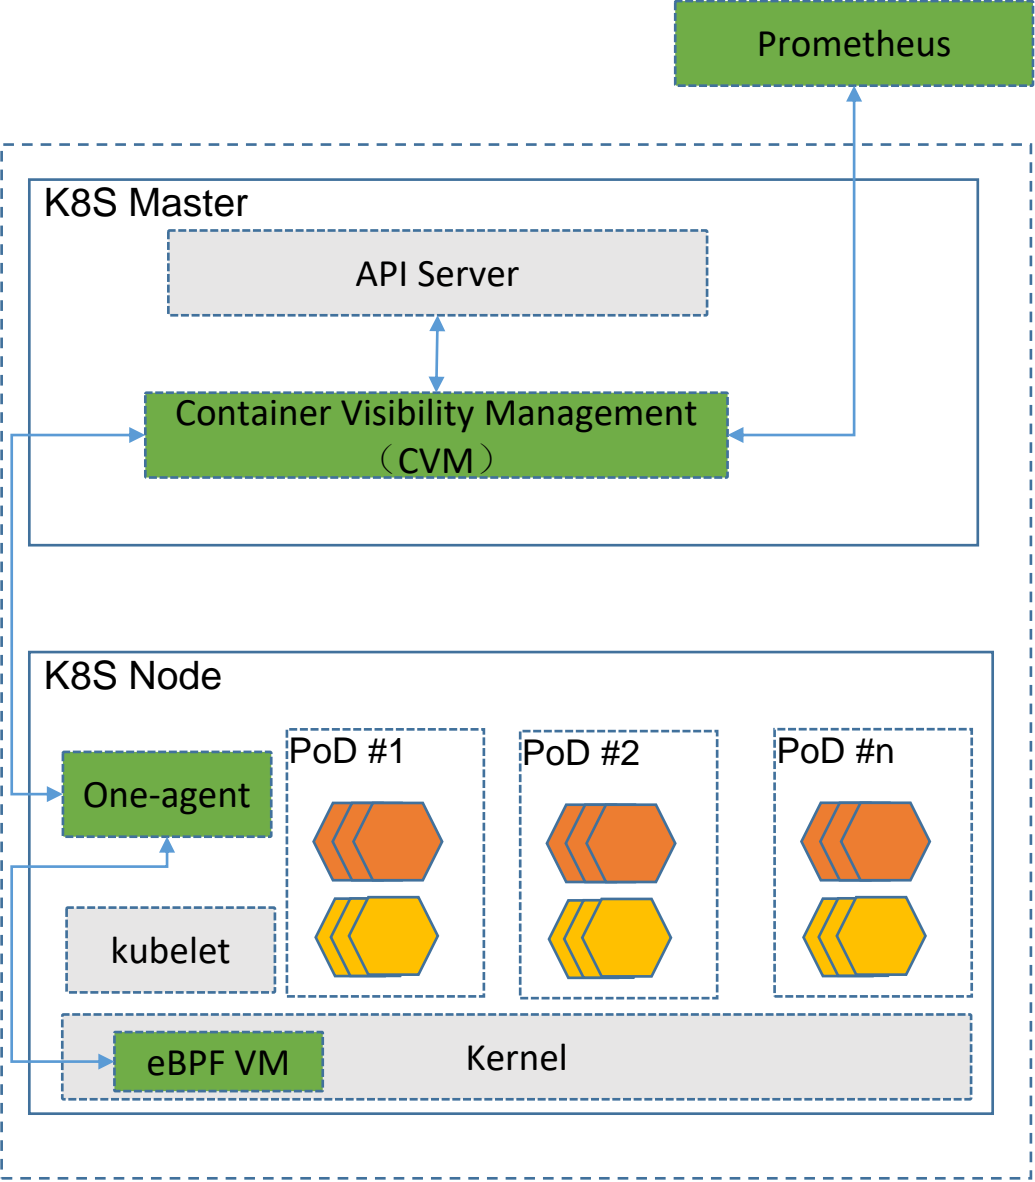 Prometheus
K8S Master
API Server
Container Visibility Management
（CVM）
K8S Node
PoD #1
PoD #2
PoD #n
One-agent
kubelet
eBPF VM
Kernel